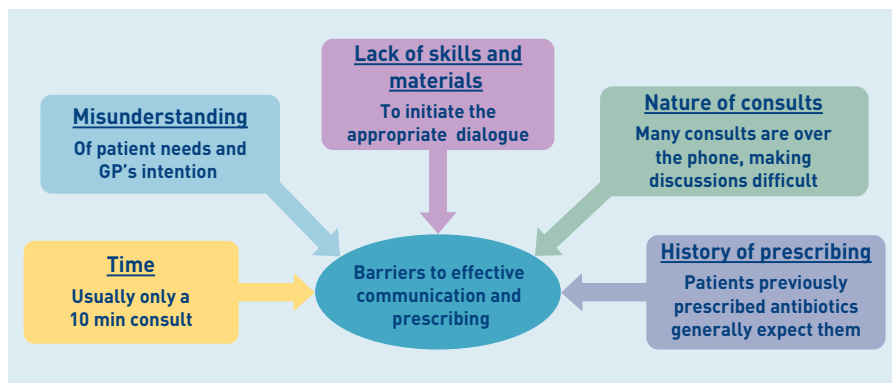 Lack of skills and
materials
To initiate the
appropriate dialogue
Misunderstanding
Of patient needs and
GP's intention
Nature of consults
Many consults are over
the phone, making
discussions difficult
Time
Usually only a
10 min consult
Barriers to effective
communication and
prescribing
History of prescribing
Patients previously
prescribed antibiotics
generally expect them